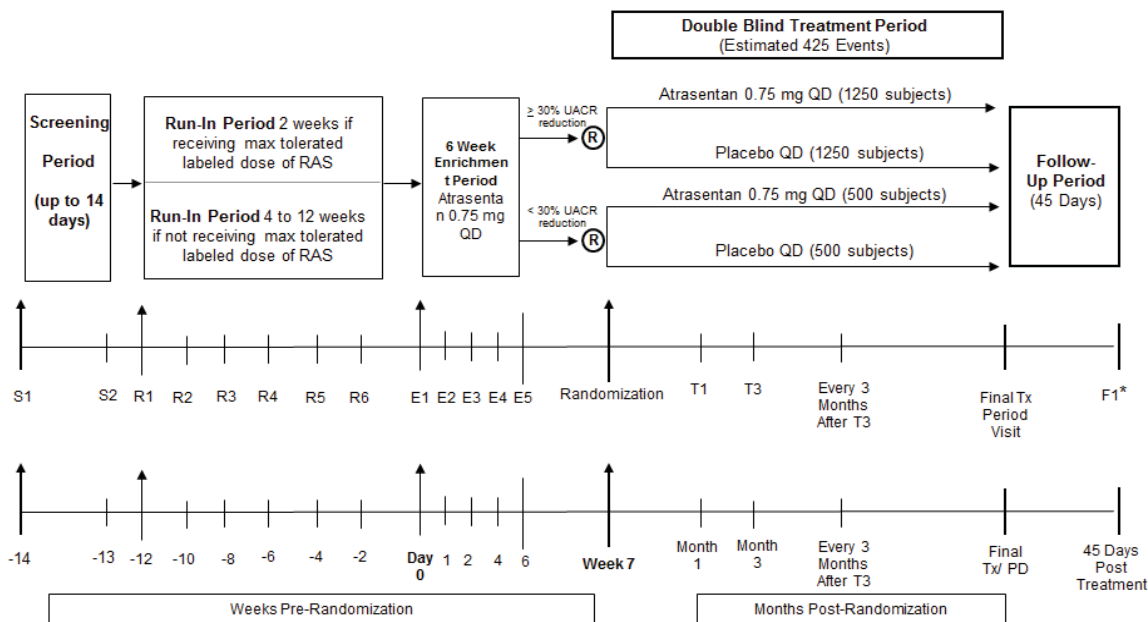 Double Blind Treatment Period
(Estimated 425 Events)
Screening
Period
(up to 14
days)
Run-In Period 2 weeks if
receiving max tolerated
labeled dose of RAS
Run-In Period 4 to 12 weeks
if not receiving max tolerated
labeled dose of RAS
6 Week
Enrichmen
t Period
Atrasenta
n 0.75 mg
QD
≥ 30% UACR
reduction
R
< 30% UACR
reduction
R
Atrasentan 0.75 mg QD (1250 subjects)
Placebo QD (1250 subjects)
Atrasentan 0.75 mg QD (500 subjects)
Placebo QD (500 subjects)
Follow-
Up Period
(45 Days)
S1 S2 R1 R2 R3 R4 R5 R6 E1 E2 E3 E4 E5 Randomization T1 T3 Every 3
Months
After T3
Final Tx
Period
Visit
F1*
-14 -13 -12 -10 -8 -6 -4 -2 Day
0
1 2 4 6 Week 7 Month
1
Month
3
Every 3
Months
After T3
Final
Tx/ PD
45 Days
Post
Treatment
Weeks Pre-Randomization
Months Post-Randomization